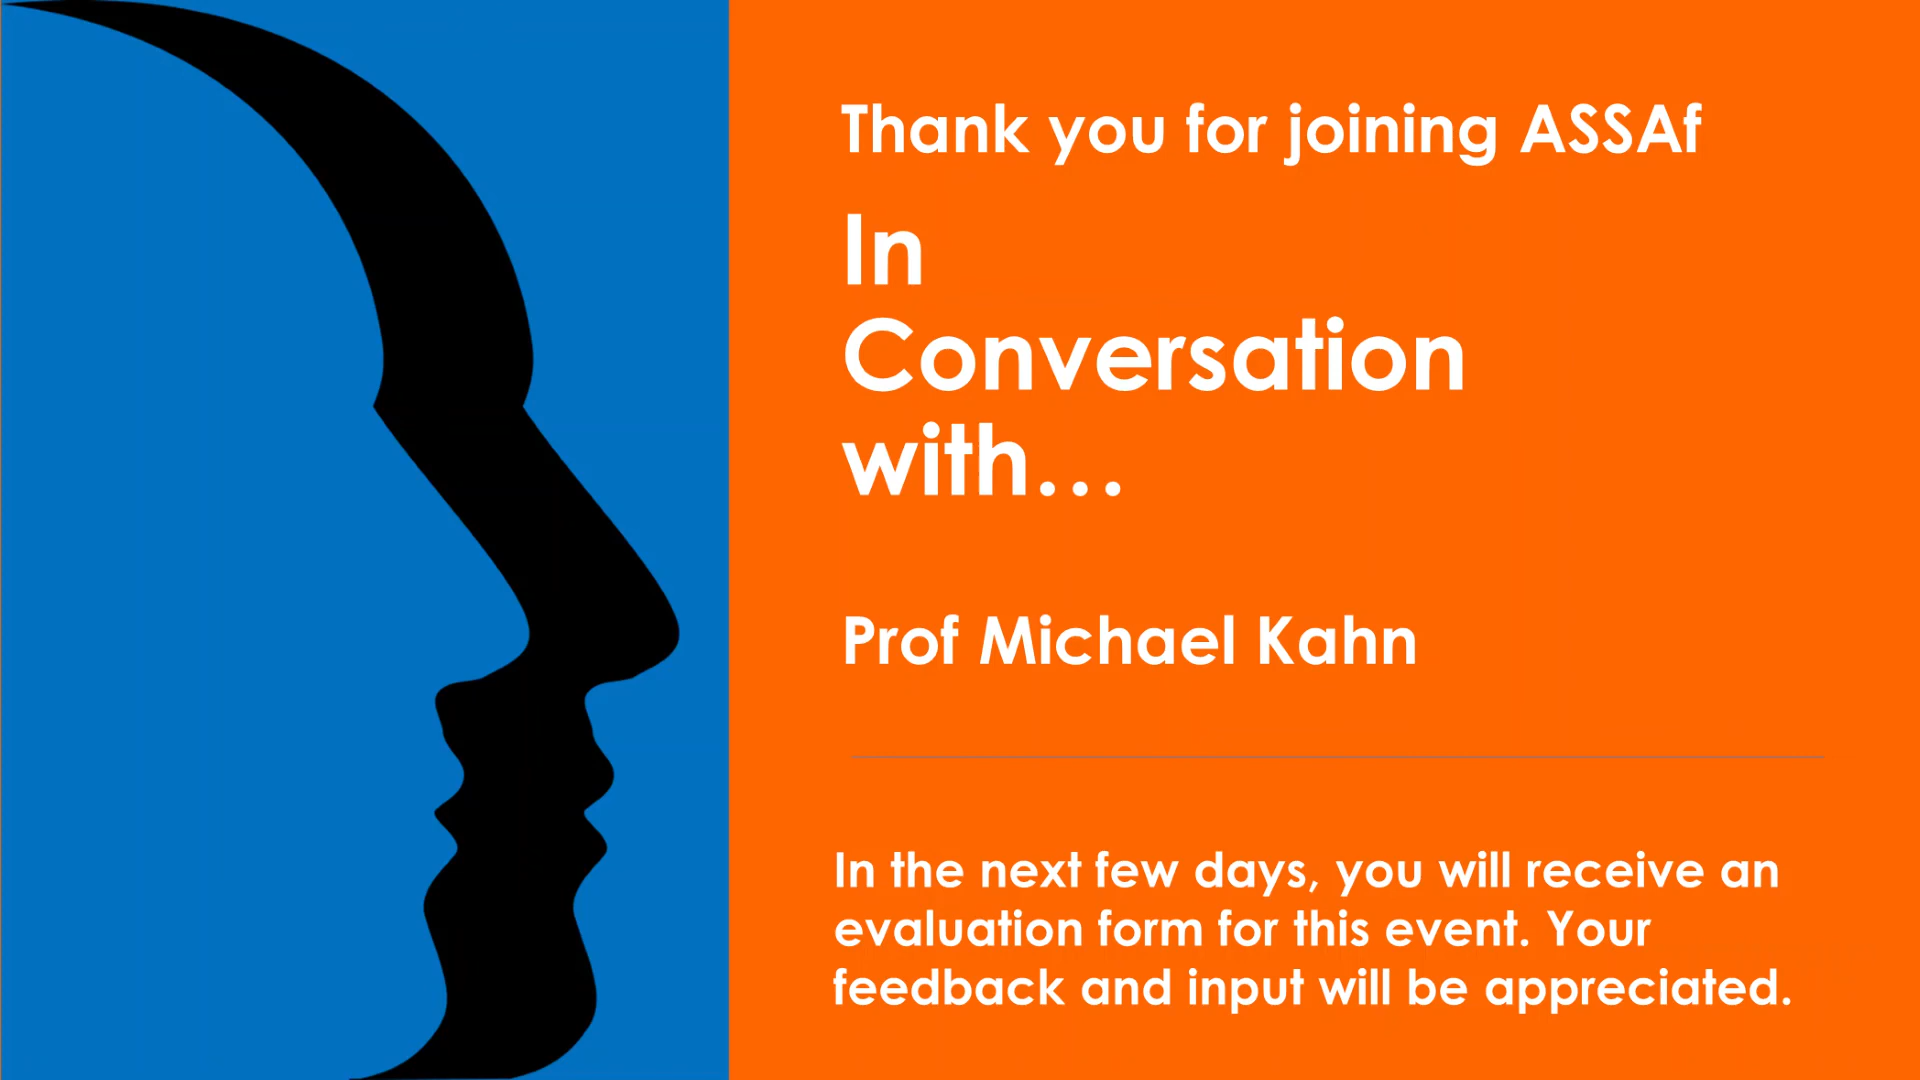 Thank you for joining ASSAf
In
Conversation
with…
Prof Michael Kahn
In the next few days, you will receive an
evaluation form for this event. Your
feedback and input will be appreciated.